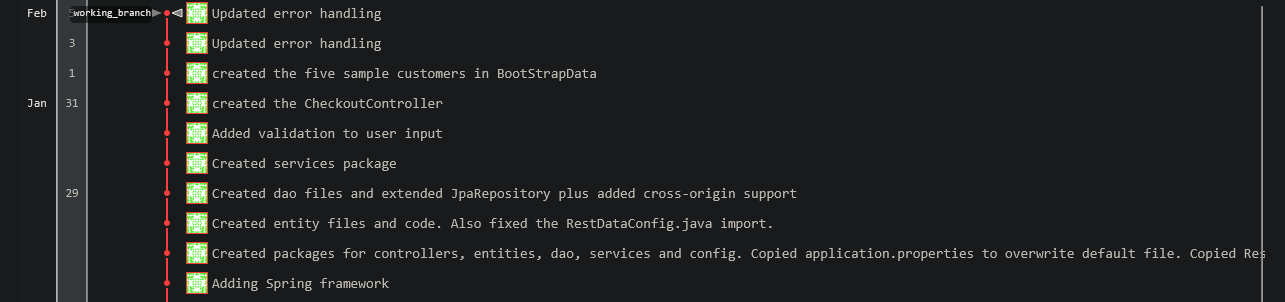 Feb 5 working_branch Updated error handling
3 Updated error handling
1 created the five sample customers in BootStrapData
Jan 31 created the CheckoutController
Added validation to user input
Created services package
29 Created dao files and extended JpaRepository plus added cross-origin support
Created entity files and code. Also fixed the RestDataConfig.java import.
Created packages for controllers, entities, dao, services and config. Copied application.properties to overwrite default file. Copied Res
Adding Spring framework